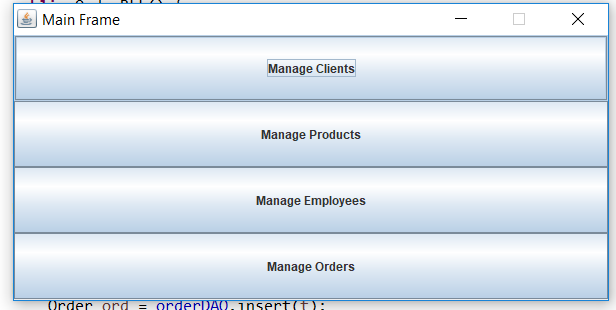 Main Frame
Manage Clients
Manage Products
Manage Employees
Manage Orders
Order ord = orderDAO.insert(t);